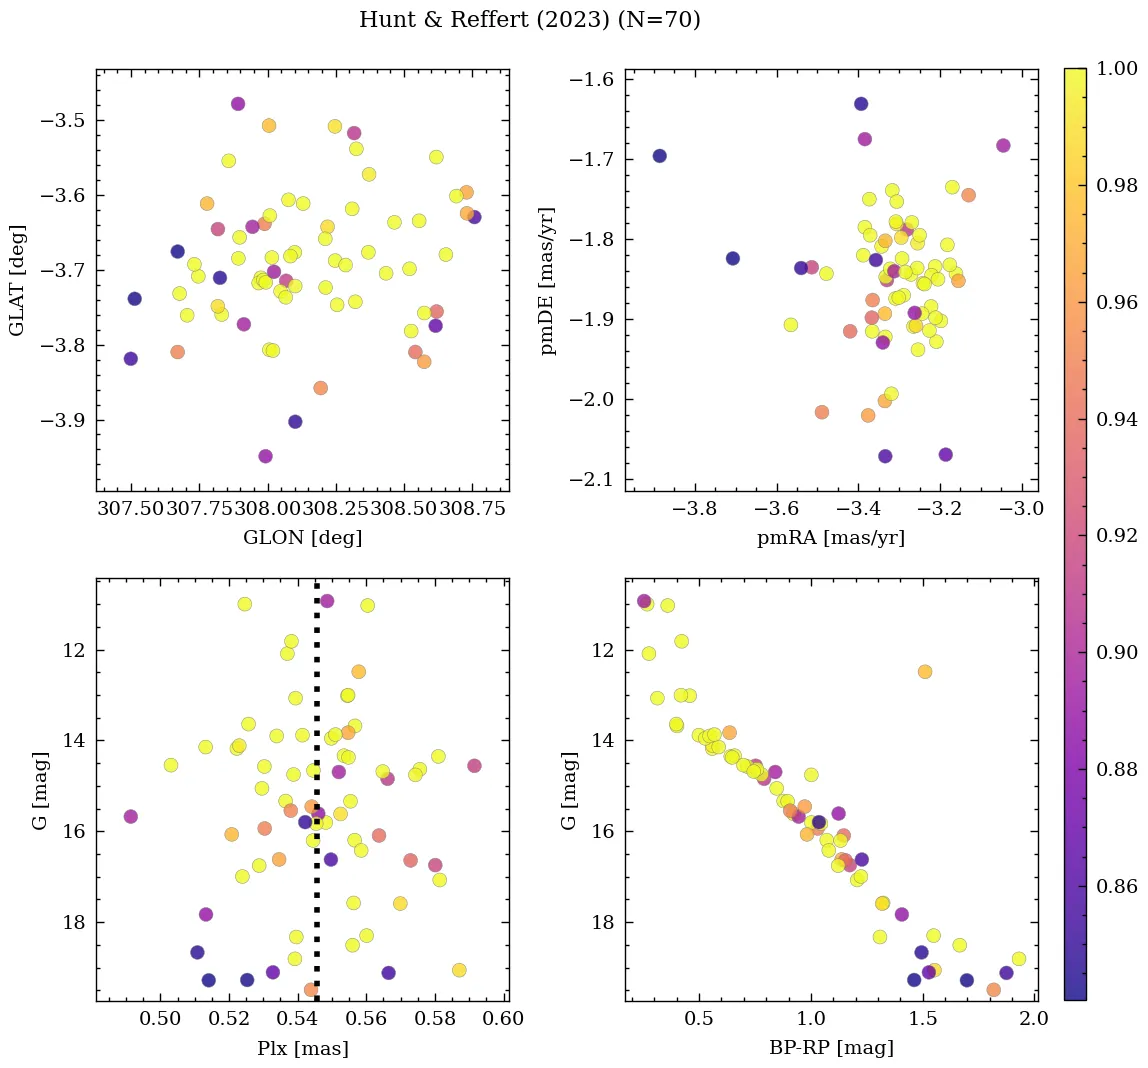 Hunt & Reffert (2023) (N=70)
−3.5
−3.6
−3.7
−3.8
−3.9
GLAT [deg]
307.50 307.75 308.00 308.25 308.50 308.75
GLON [deg]
−1.6
−1.7
−1.8
−1.9
−2.0
−2.1
pmDE [mas/yr]
−3.8 −3.6 −3.4 −3.2 −3.0
pmRA [mas/yr]
12
14
16
18
G [mag]
0.50 0.52 0.54 0.56 0.58 0.60
Plx [mas]
12
14
16
18
G [mag]
0.5 1.0 1.5 2.0
BP-RP [mag]
1.00
0.98
0.96
0.94
0.92
0.90
0.88
0.86